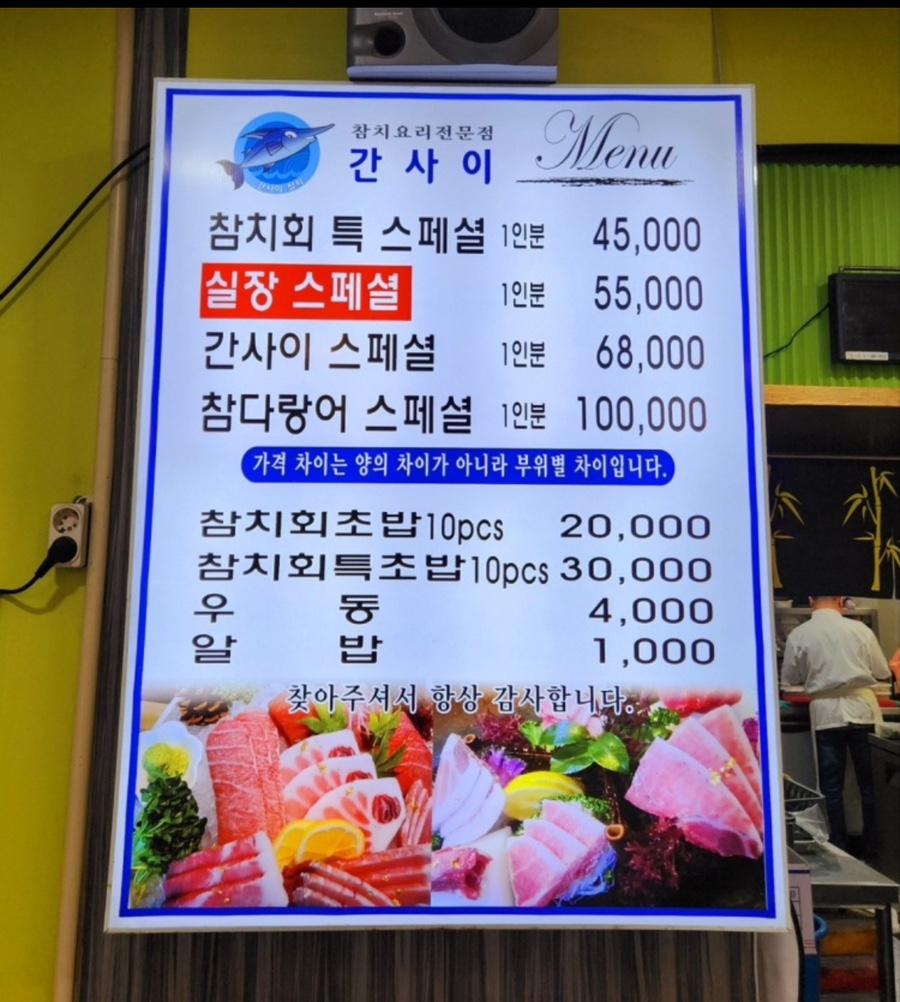 참치요리전문점
간사이
Menu
간사이 참치
참치회 특 스페셜 1인분 45,000
실장 스페셜 1인분 55,000
간사이 스페셜 1인분 68,000
참다랑어 스페셜 1인분 100,000
가격 차이는 양의 차이가 아니라 부위별 차이입니다.
참치회초밥10pcs 20,000
참치회특초밥10pcs 30,000
우동 4,000
알밥 1,000
찾아주셔서 항상 감사합니다.